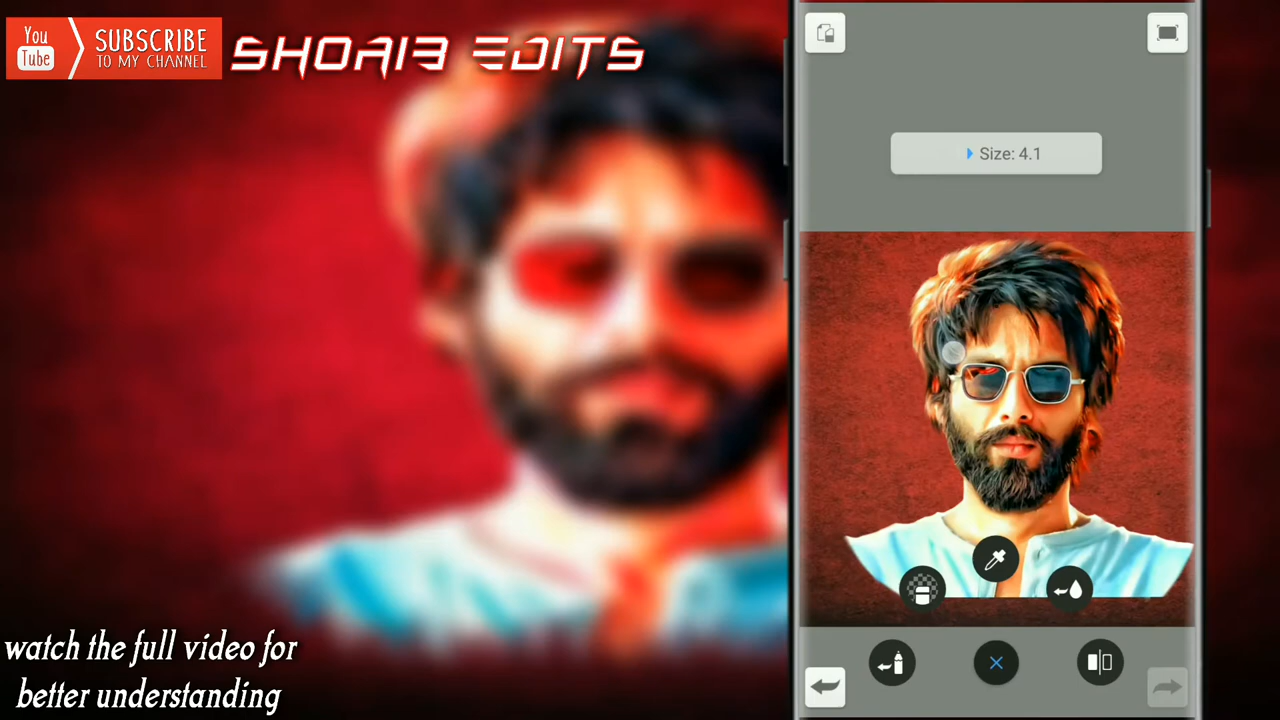 You
Tube
SUBSCRIBE
TO MY CHANNEL
SHOAIB EDITS
Size: 4.1
watch the full video for
better understanding